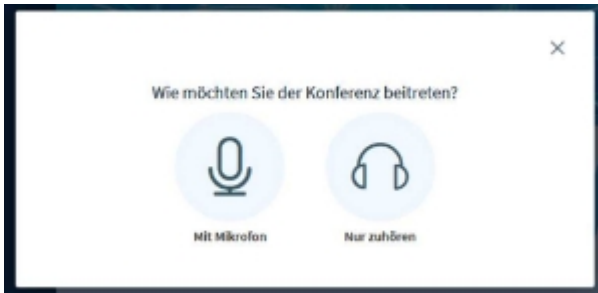 Wie möchten Sie der Konferenz beitreten?
Mit Mikrofon
Nur zuhören